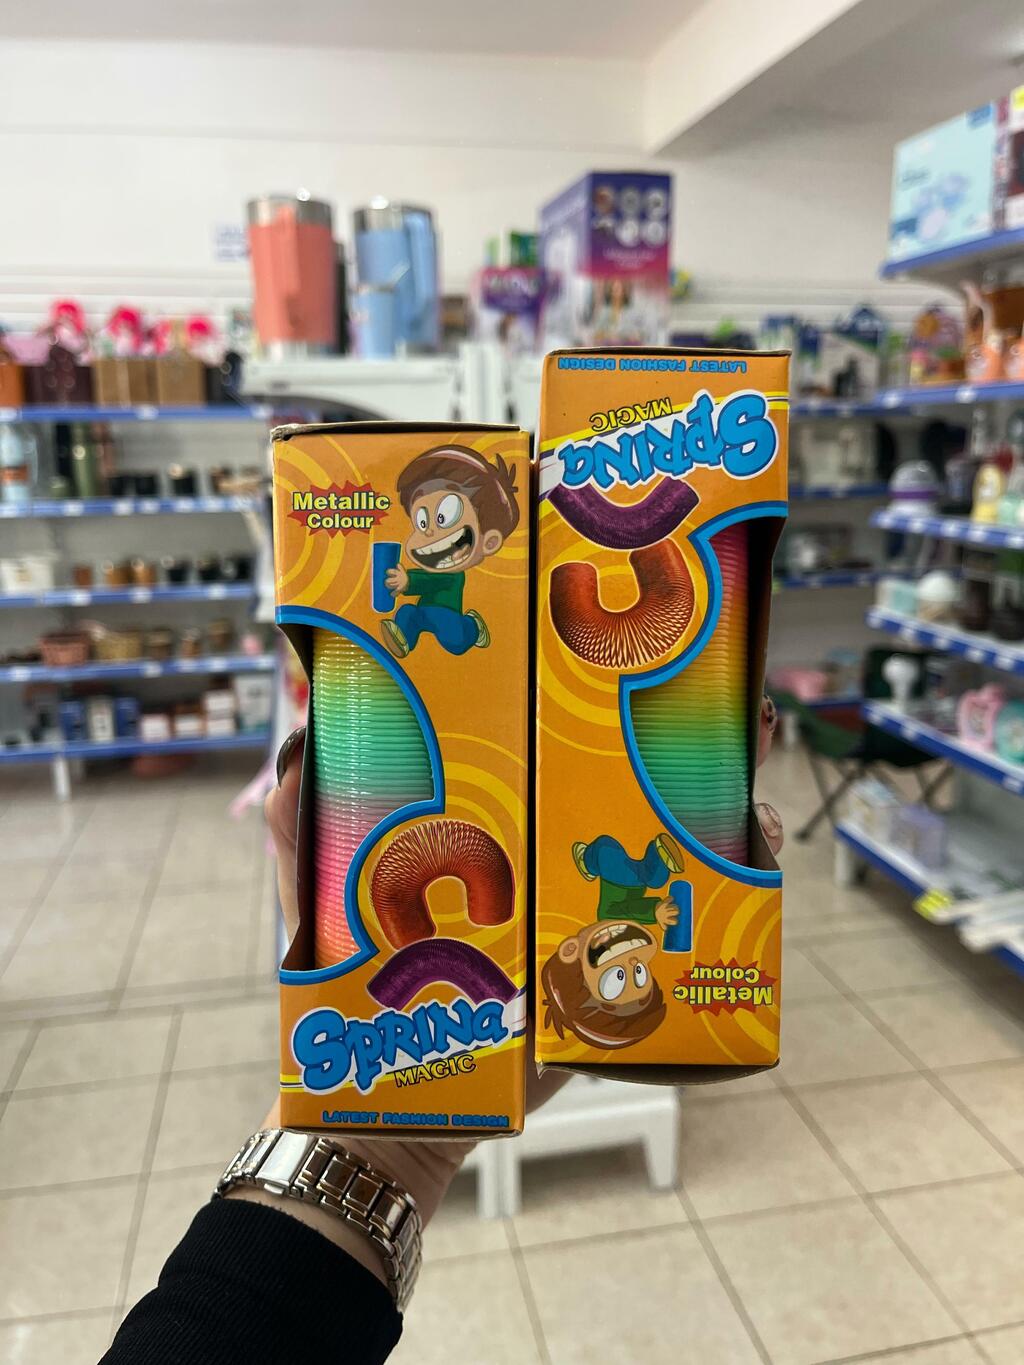 Metallic
Colour
SPRING
MAGIC
LATEST FASHION DESIGN
LATEST FASHION DESIGN
SPRING
MAGIC
Metallic
Colour